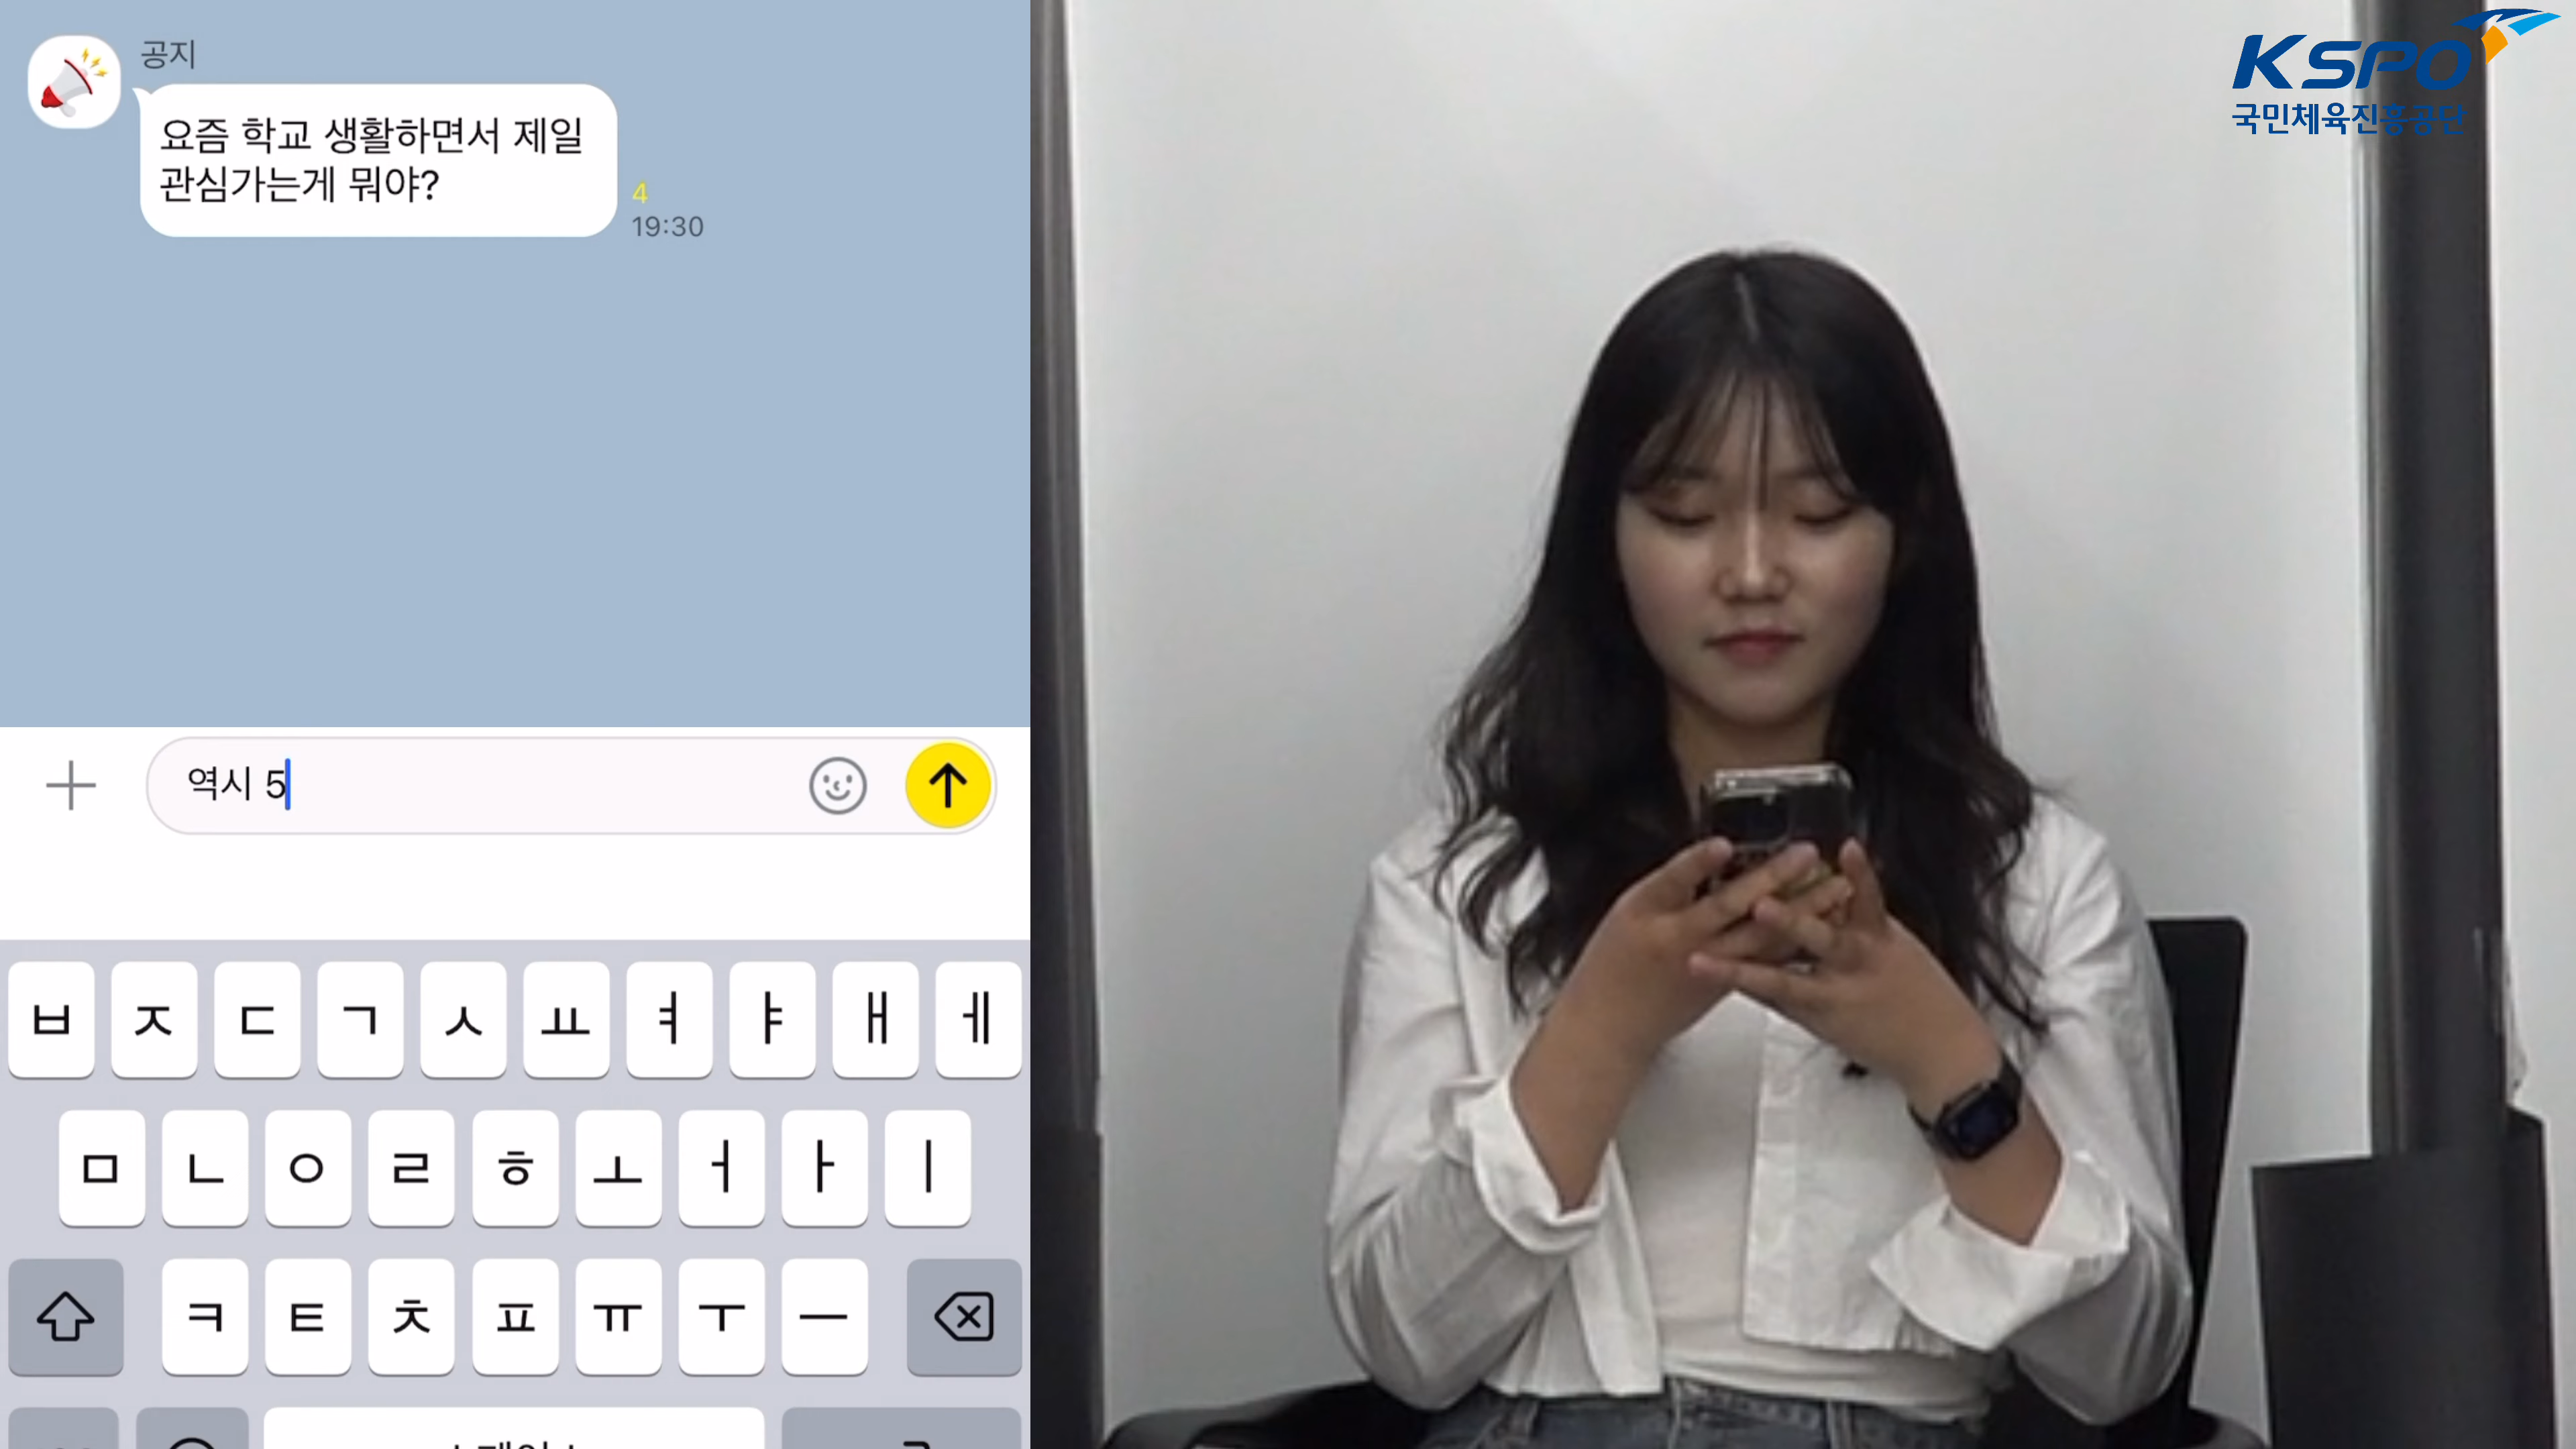 공지
요즘 학교 생활하면서 제일
관심가는게 뭐야?
4
19:30
역시 5
ㅂ ㅈ ㄷ ㄱ ㅅ ㅛ ㅕ ㅑ ㅐ ㅔ
ㅁ ㄴ ㅇ ㄹ ㅎ ㅗ ㅓ ㅏ ㅣ
ㅋ ㅌ ㅊ ㅍ ㅠ ㅜ ㅡ
KSPO
국민체육진흥공단